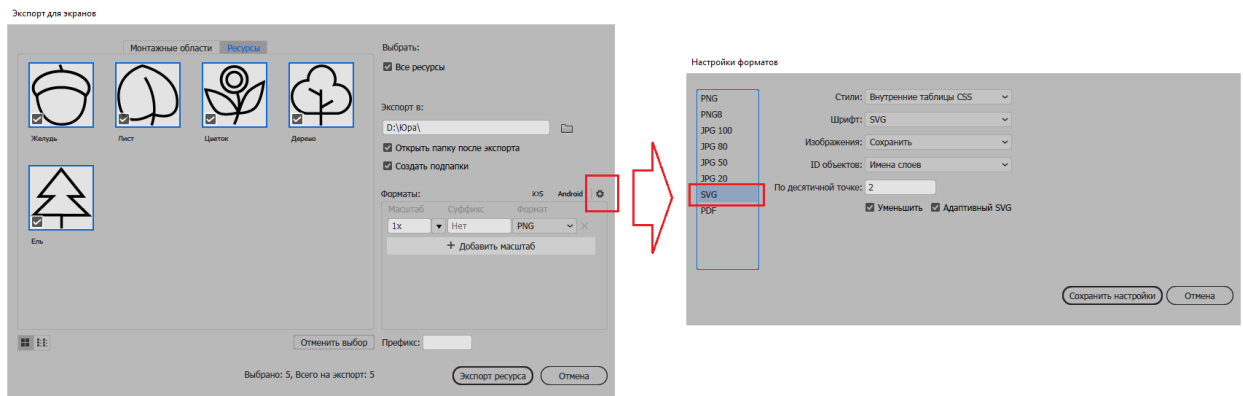 Экспорт для экранов
Монтажные области Ресурсы
Желудь
Лист
Цветок
Дерево
Ель
Отменить выбор
Выбрано: 5, Всего на экспорт: 5
Выбрать:
Все ресурсы
Экспорт в:
D:\Юра\
Открыть папку после экспорта
Создать подпапки
Форматы: iOS Android
Масштаб Суффикс Формат
1x Нет PNG
+ Добавить масштаб
Префикс:
Экспорт ресурса Отмена
Настройки форматов
PNG
PNG8
JPG 100
JPG 80
JPG 50
JPG 20
SVG
PDF
Стили: Внутренние таблицы CSS
Шрифт: SVG
Изображения: Сохранить
ID объектов: Имена слоев
По десятичной точке: 2
Уменьшить Адаптивный SVG
Сохранить настройки Отмена